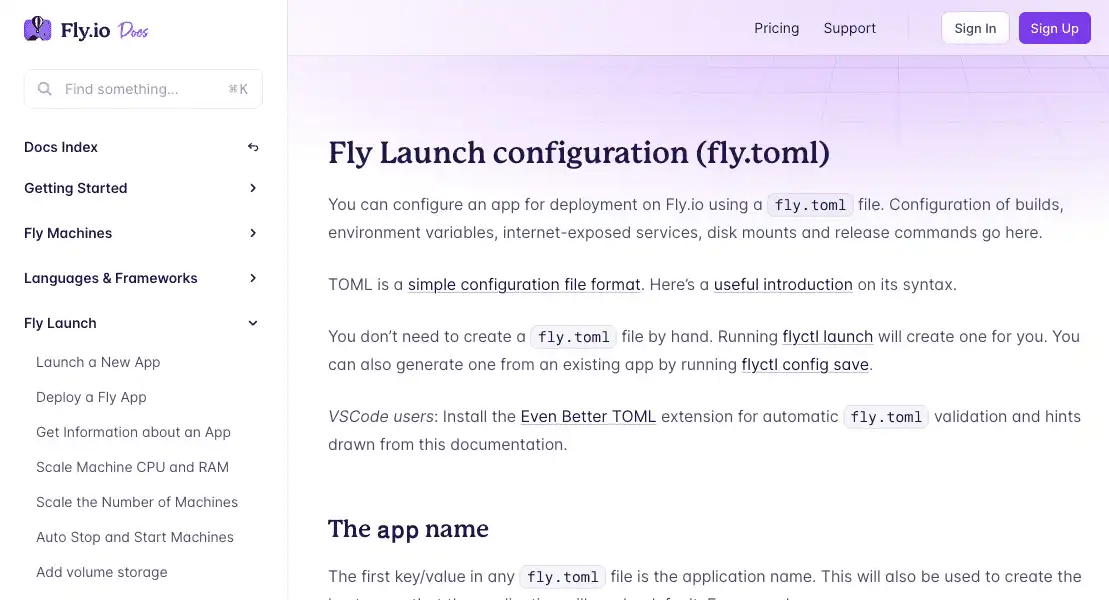 Fly.io Docs
Pricing Support Sign In Sign Up
Find something... ⌘K
Docs Index
Getting Started
Fly Machines
Languages & Frameworks
Fly Launch
Launch a New App
Deploy a Fly App
Get Information about an App
Scale Machine CPU and RAM
Scale the Number of Machines
Auto Stop and Start Machines
Add volume storage
Fly Launch configuration (fly.toml)
You can configure an app for deployment on Fly.io using a fly.toml file. Configuration of builds,
environment variables, internet-exposed services, disk mounts and release commands go here.
TOML is a simple configuration file format. Here’s a useful introduction on its syntax.
You don’t need to create a fly.toml file by hand. Running flyctl launch will create one for you. You
can also generate one from an existing app by running flyctl config save.
VSCode users: Install the Even Better TOML extension for automatic fly.toml validation and hints
drawn from this documentation.
The app name
The first key/value in any fly.toml file is the application name. This will also be used to create the